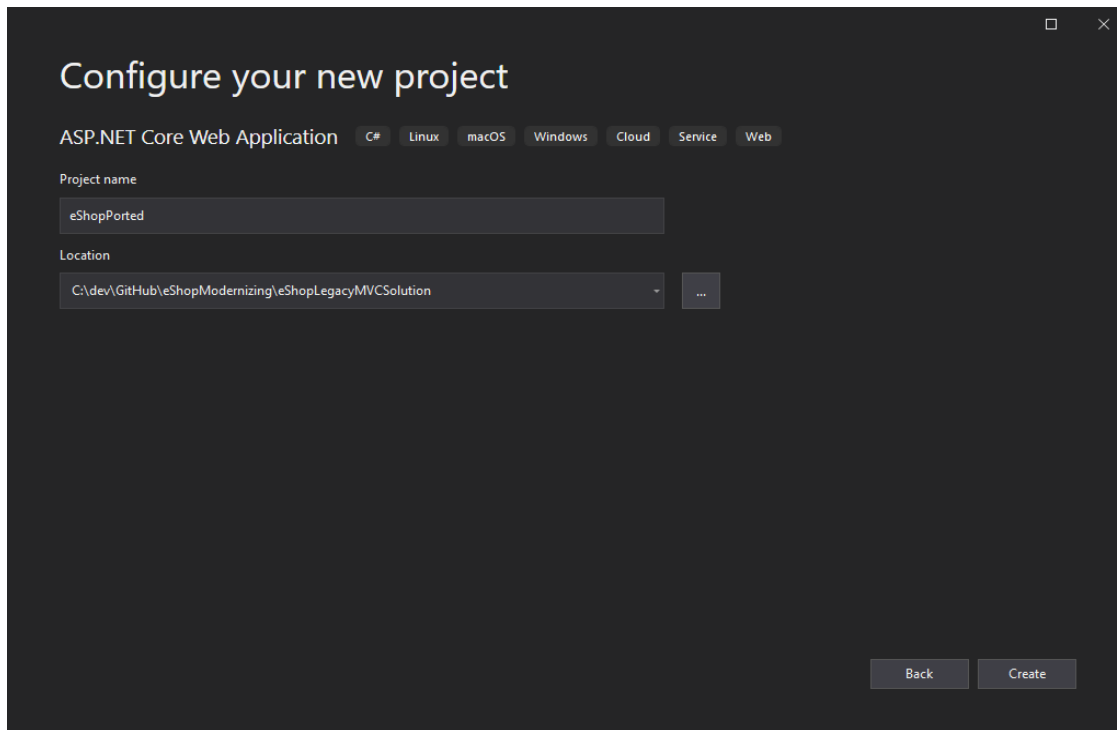 Configure your new project
ASP.NET Core Web Application C# Linux macOS Windows Cloud Service Web
Project name
eShopPorted
Location
C:\dev\GitHub\eShopModernizing\eShopLegacyMVCSolution ...
Back Create